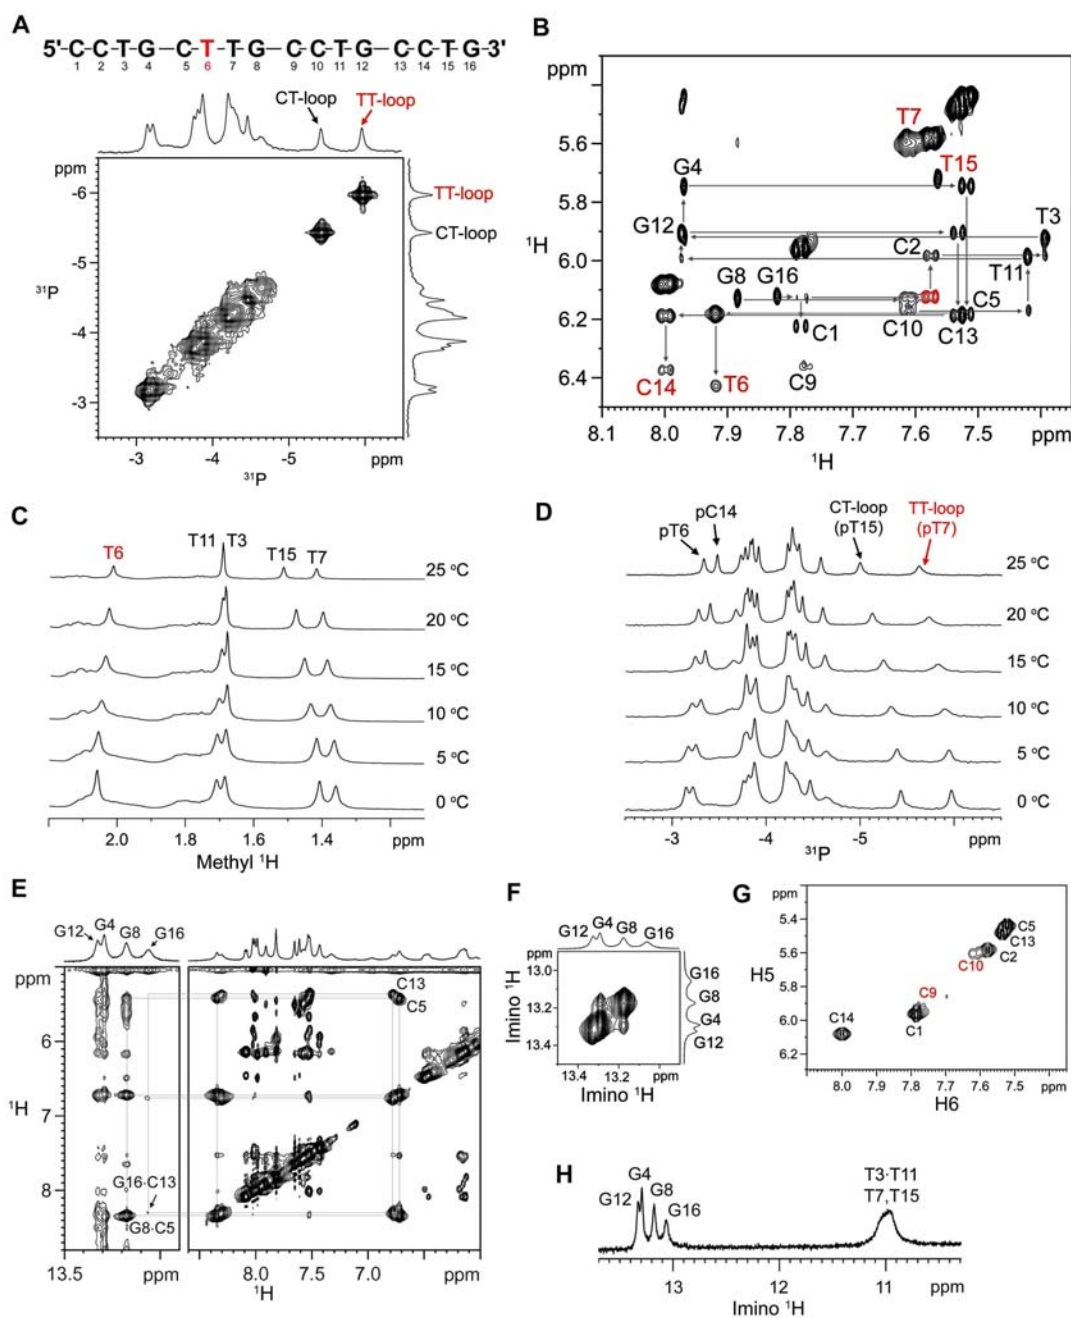 A
5'-C-C-T-G-C-T-T-G-C-C-T-G-C-C-T-G-3'
1 2 3 4 5 6 7 8 9 10 11 12 13 14 15 16
CT-loop
TT-loop
ppm
-6
-5
-4
-3
31P
TT-loop
CT-loop
-3 -4 -5 ppm
31P
B
ppm
5.6
5.8
6.0
6.2
6.4
1H
T7
G4
T15
T3
G12
C2
T11
G8 G16
C5
C10
C13
C1
C14
T6
C9
8.1 8.0 7.9 7.8 7.7 7.6 7.5 ppm
1H
C
T6
T11 T3
T15 T7
25 °C
20 °C
15 °C
10 °C
5 °C
0 °C
2.0 1.8 1.6 1.4 ppm
Methyl 1H
D
pT6
pC14
CT-loop
(pT15)
TT-loop
(pT7)
25 °C
20 °C
15 °C
10 °C
5 °C
0 °C
-3 -4 -5 ppm
31P
E
G12 G4 G8 G16
ppm
6
7
8
1H
C13
C5
G16·C13
G8·C5
13.5 ppm
8.0 7.5 7.0 ppm
1H
F
G12 G4 G8 G16
ppm
13.0
13.2
13.4
Imino 1H
G16
G8
G4
G12
13.4 13.2 ppm
Imino 1H
G
ppm
5.4
5.6
5.8
6.0
6.2
H5
C5
C13
C2
C10
C9
C14
C1
8.0 7.9 7.8 7.7 7.6 7.5 ppm
H6
H
G4
G12 G8
G16
T3·T11
T7,T15
13 11 ppm
Imino 1H